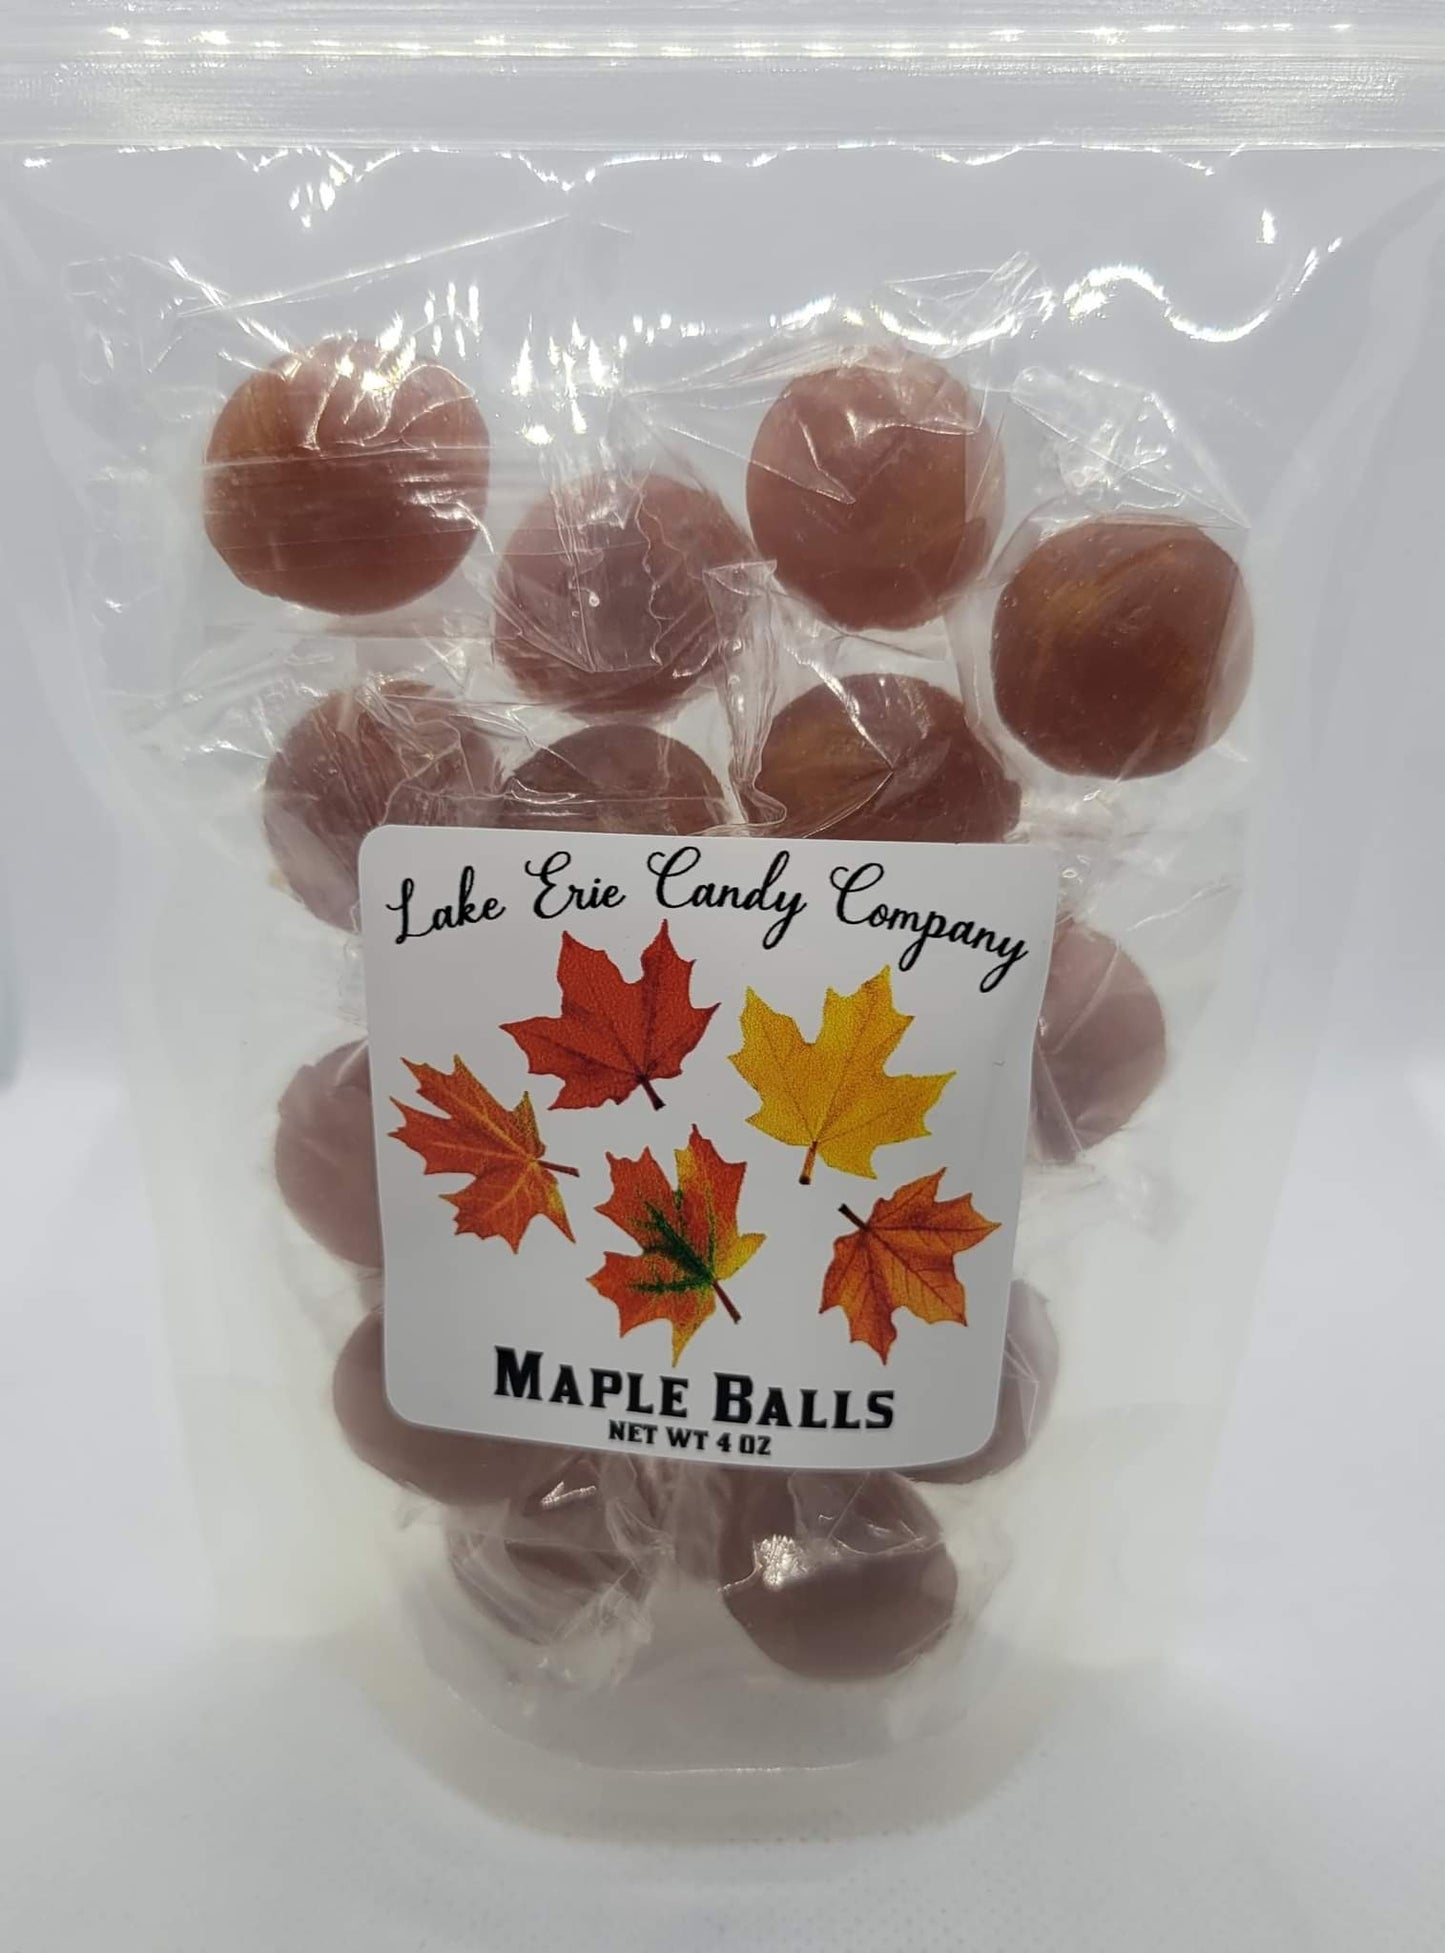 Lake Erie Candy Company
MAPLE BALLS
NET WT 4 OZ